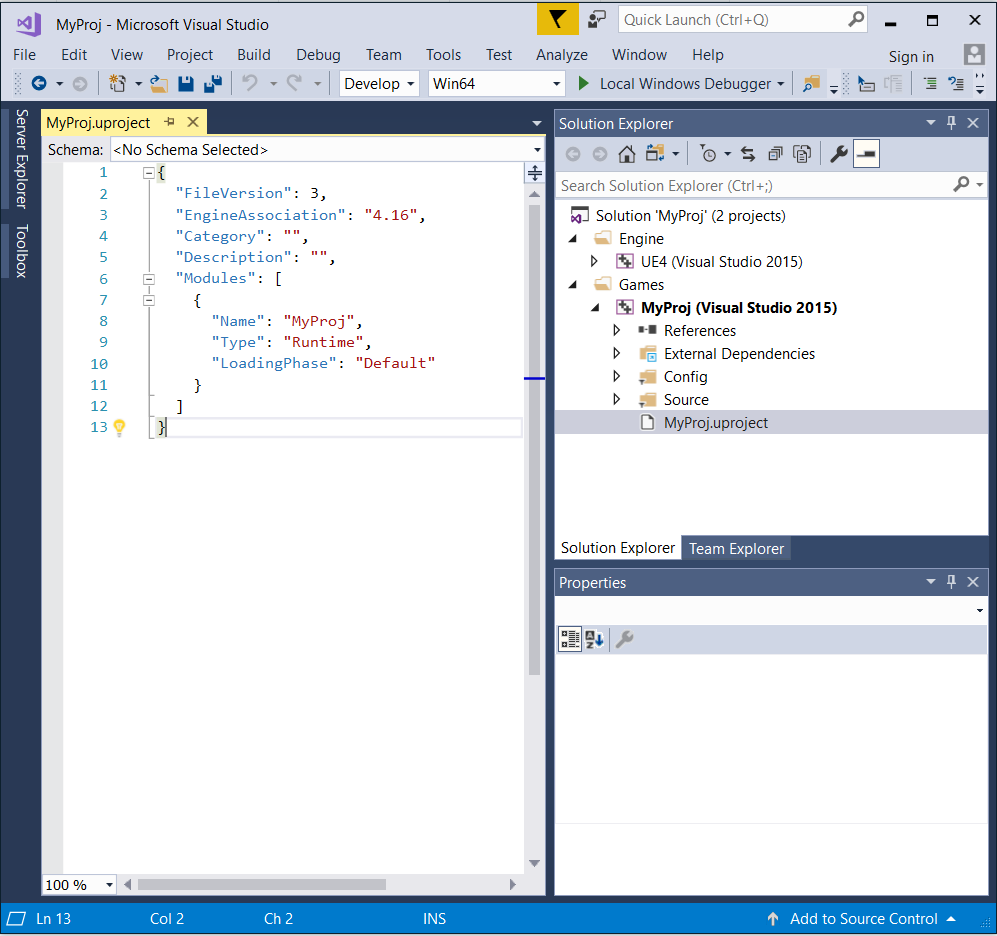 MyProj - Microsoft Visual Studio
Quick Launch (Ctrl+Q)
File Edit View Project Build Debug Team Tools Test Analyze Window Help
Sign in
Develop Win64 Local Windows Debugger
Server Explorer
Toolbox
MyProj.uproject
Schema: <No Schema Selected>
1 {
2 "FileVersion": 3,
3 "EngineAssociation": "4.16",
4 "Category": "",
5 "Description": "",
6 "Modules": [
7 {
8 "Name": "MyProj",
9 "Type": "Runtime",
10 "LoadingPhase": "Default"
11 }
12 ]
13 }
100 %
Solution Explorer
Search Solution Explorer (Ctrl+;)
Solution 'MyProj' (2 projects)
Engine
UE4 (Visual Studio 2015)
Games
MyProj (Visual Studio 2015)
References
External Dependencies
Config
Source
MyProj.uproject
Solution Explorer Team Explorer
Properties
Ln 13 Col 2 Ch 2 INS Add to Source Control